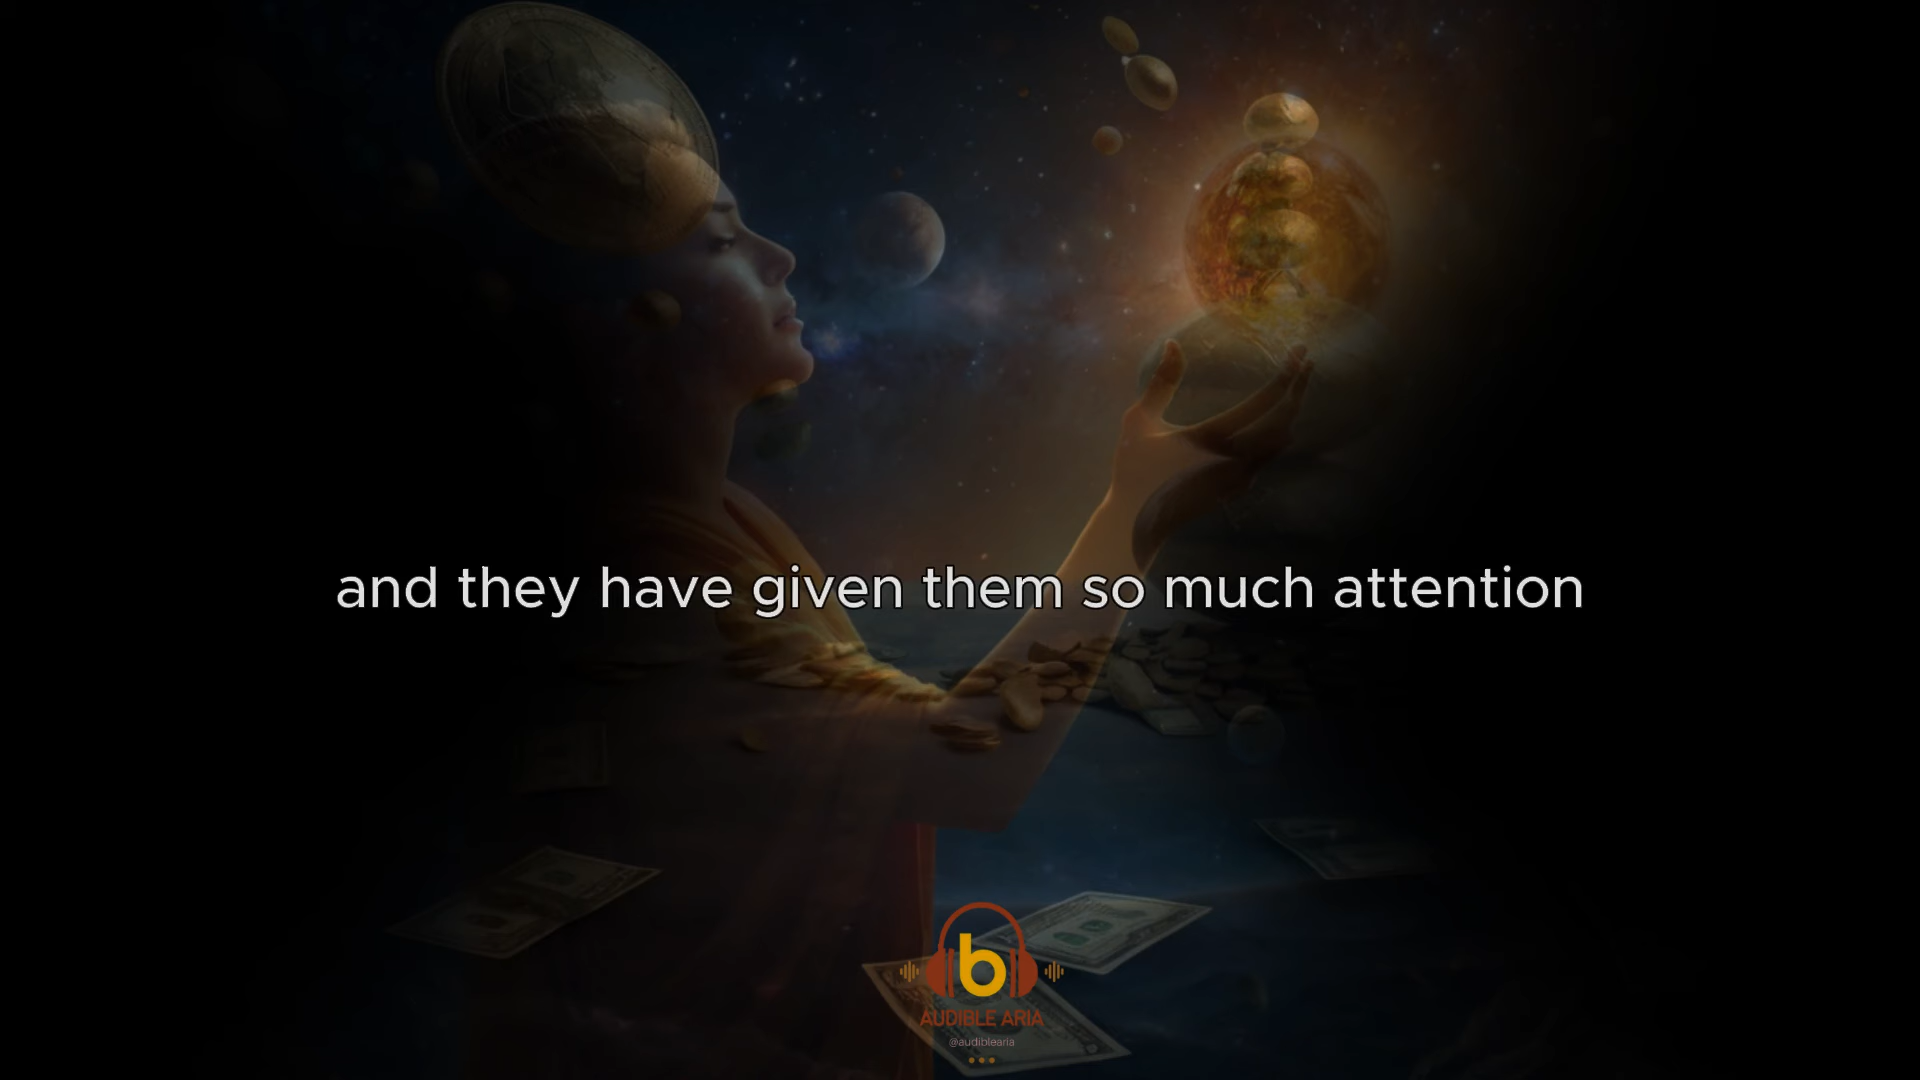 and they have given them so much attention
b
AUDIBLE ARIA
@audiblearia